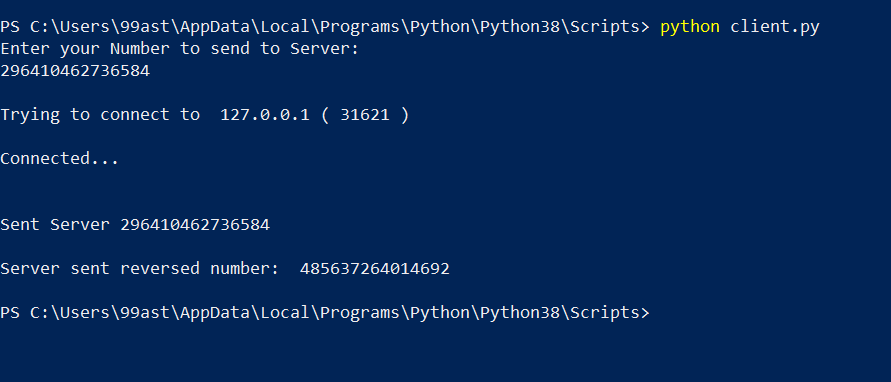 PS C:\Users\99ast\AppData\Local\Programs\Python\Python38\Scripts> python client.py
Enter your Number to send to Server:
296410462736584
Trying to connect to  127.0.0.1 ( 31621 )
Connected...
Sent Server 296410462736584
Server sent reversed number:  485637264014692
PS C:\Users\99ast\AppData\Local\Programs\Python\Python38\Scripts>